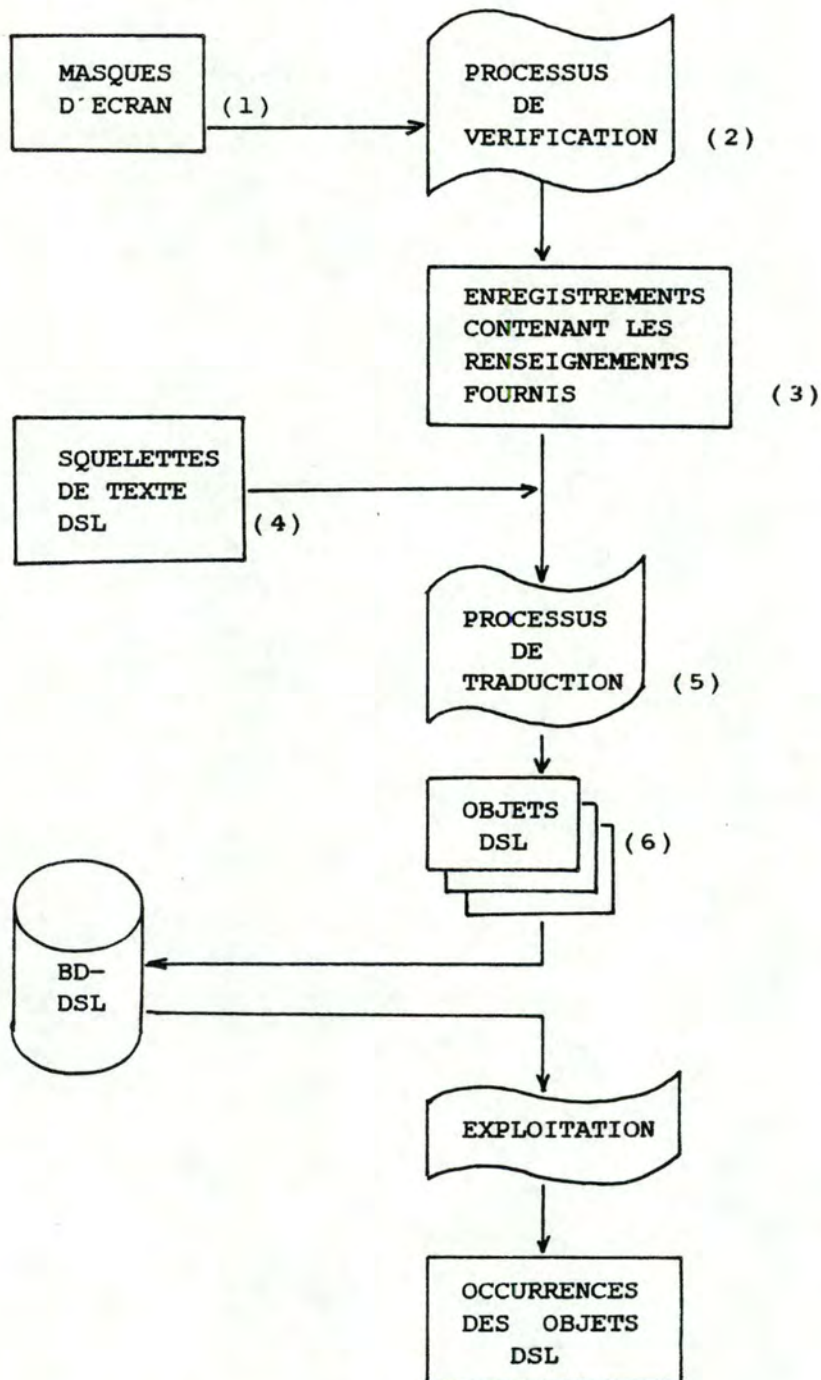 MASQUES
D´ECRAN (1)
PROCESSUS
DE
VERIFICATION (2)
ENREGISTREMENTS
CONTENANT LES
RENSEIGNEMENTS
FOURNIS (3)
SQUELETTES
DE TEXTE
DSL (4)
PROCESSUS
DE
TRADUCTION (5)
OBJETS
DSL (6)
BD-
DSL
EXPLOITATION
OCCURRENCES
DES OBJETS
DSL